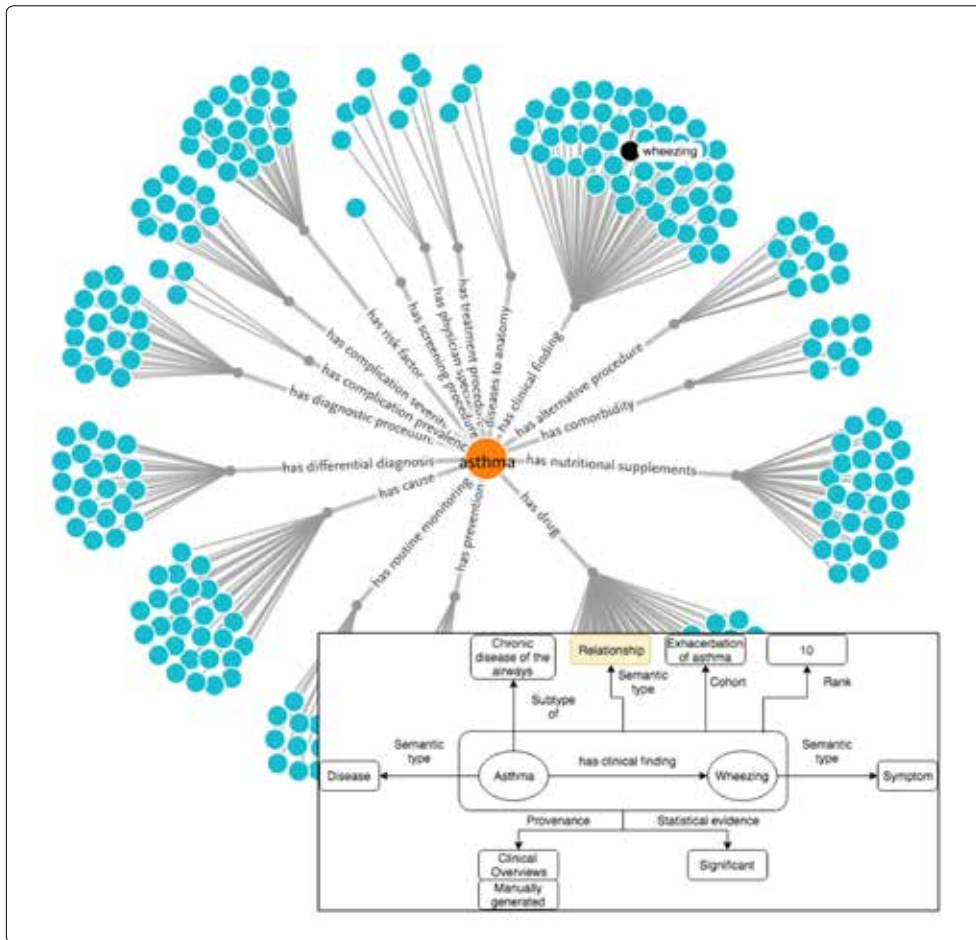 wheezing
has treatment procedure
has physician speci
has screening procedure
has risk factor
diseases to anatomy
has clinical finding
has alternative procedure
has comorbidity
has complication severity
has complication prevalenc
has diagnostic procedure
asthma
has nutritional supplements
has differential diagnosis
has cause
has routine monitoring
has prevention
has drug
Chronic
disease of the
airways
Relationship
Exhacerbation
of asthma
10
Subtype
of
Semantic
type
Cohort
Rank
Semantic
type
Semantic
type
Disease
Asthma
has clinical finding
Wheezing
Symptom
Provenance
Statistical evidence
Clinical
Overviews
Manually
generated
Significant